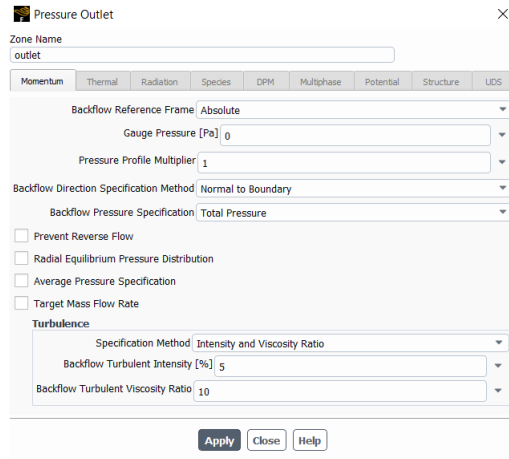 Pressure Outlet
Zone Name
outlet
Momentum Thermal Radiation Species DPM Multiphase Potential Structure UDS
Backflow Reference Frame Absolute
Gauge Pressure [Pa] 0
Pressure Profile Multiplier 1
Backflow Direction Specification Method Normal to Boundary
Backflow Pressure Specification Total Pressure
Prevent Reverse Flow
Radial Equilibrium Pressure Distribution
Average Pressure Specification
Target Mass Flow Rate
Turbulence
Specification Method Intensity and Viscosity Ratio
Backflow Turbulent Intensity [%] 5
Backflow Turbulent Viscosity Ratio 10
Apply Close Help